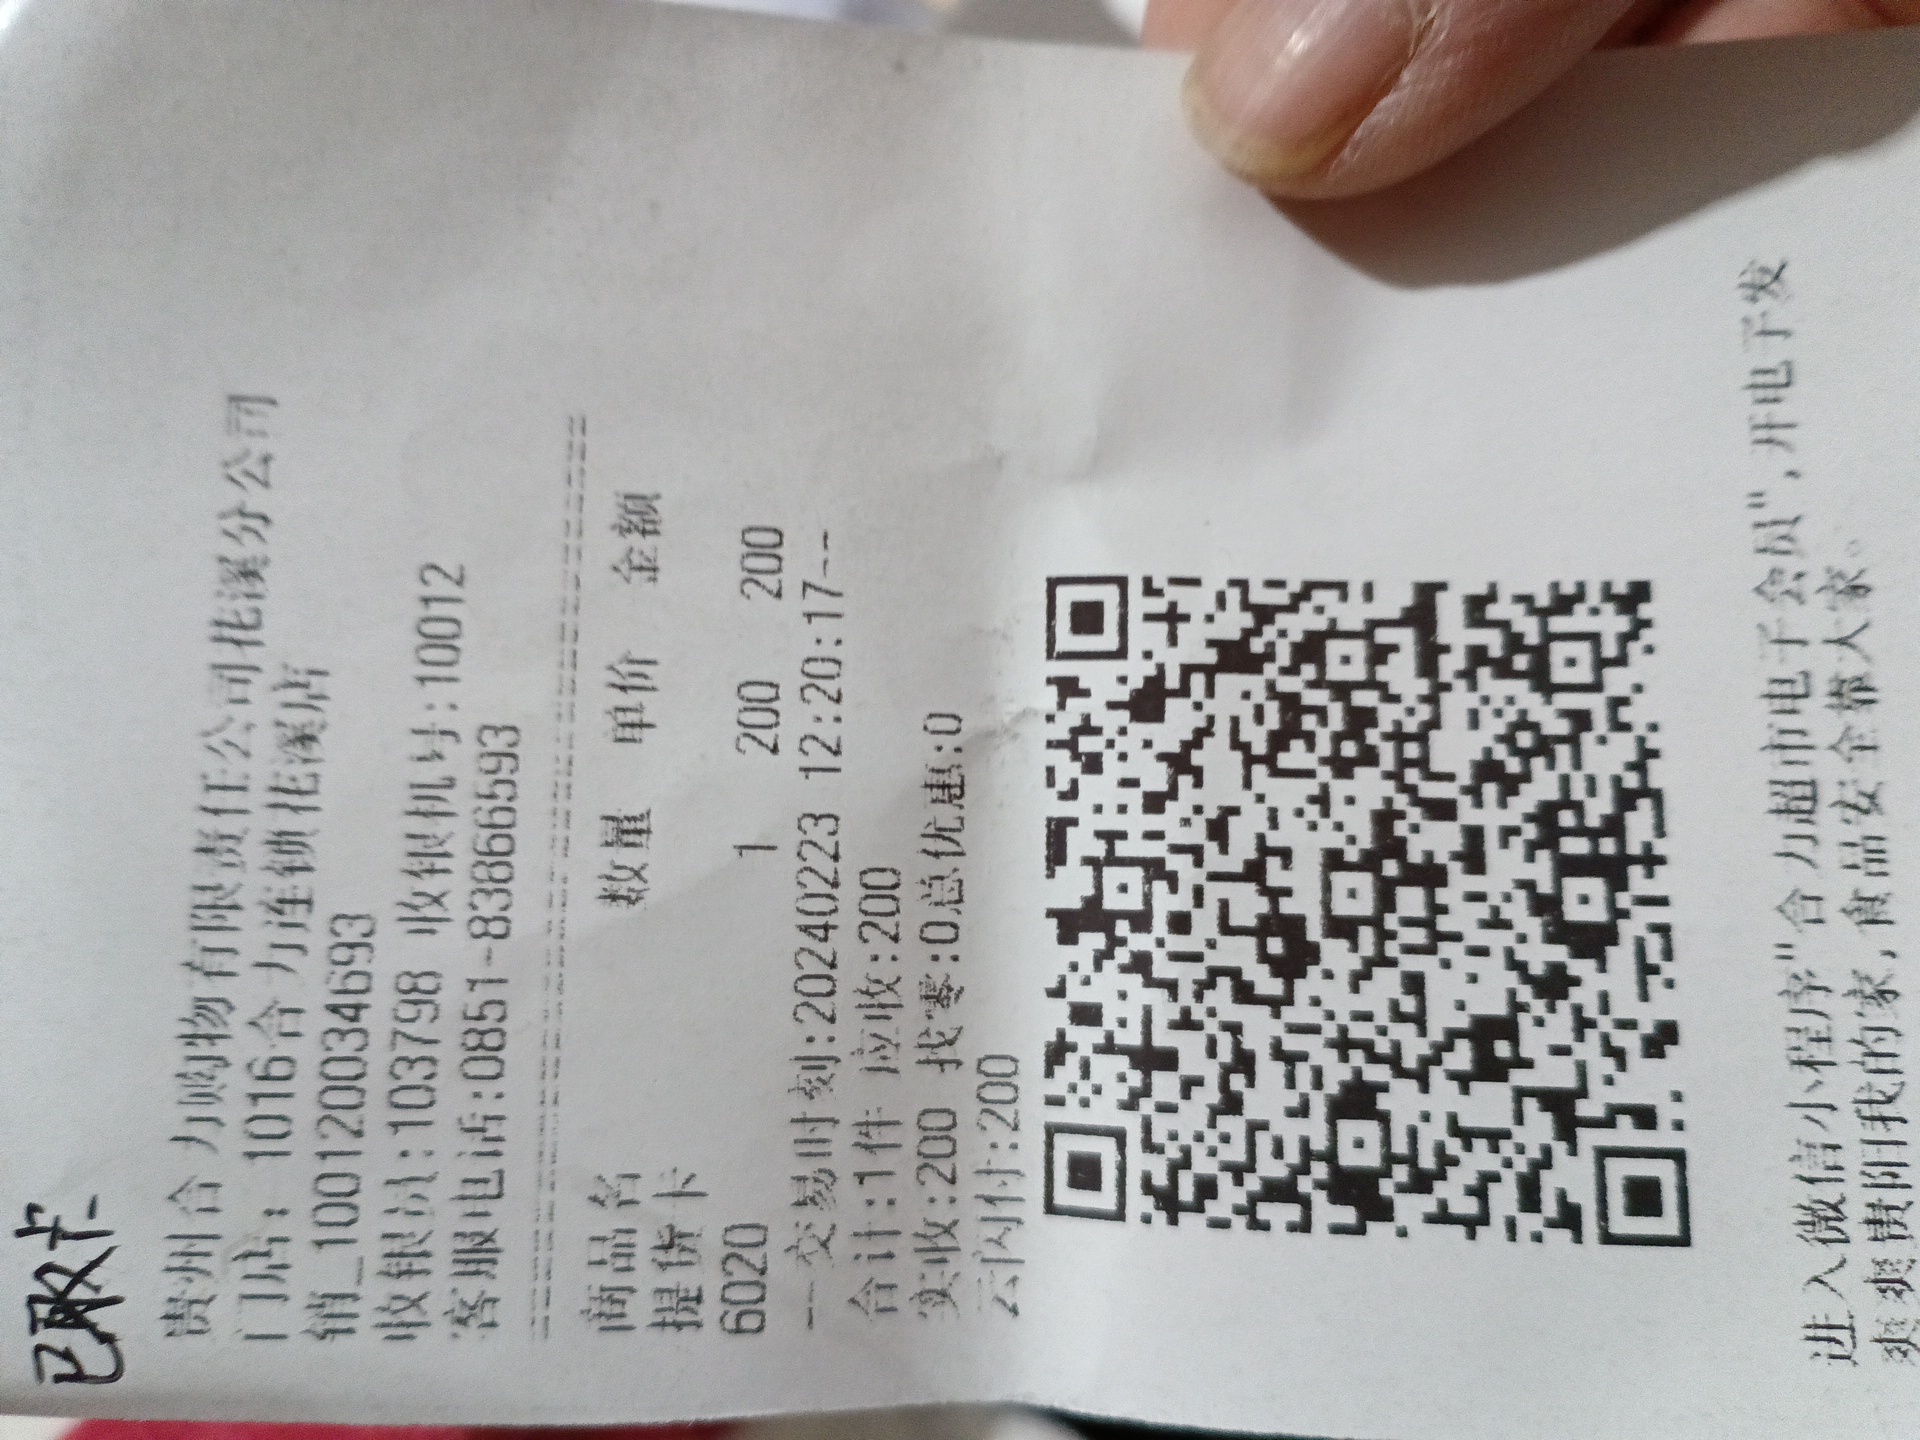 已取卡
贵州合力购物有限责任公司花溪分公司
门店: 1016合力连锁花溪店
销_100120034693
收银员:103798 收银机号:10012
客服电话:0851-83866593
商品名 数量 单价 金额
提货卡
6020 1 200 200
--交易时刻:20240223 12:20:17--
合计:1件 应收:200
实收:200 找零:0总优惠:0
云闪付:200
进入微信小程序"合力超市电子会员",开电子发
爽爽贵阳我的家,食品安全靠大家。